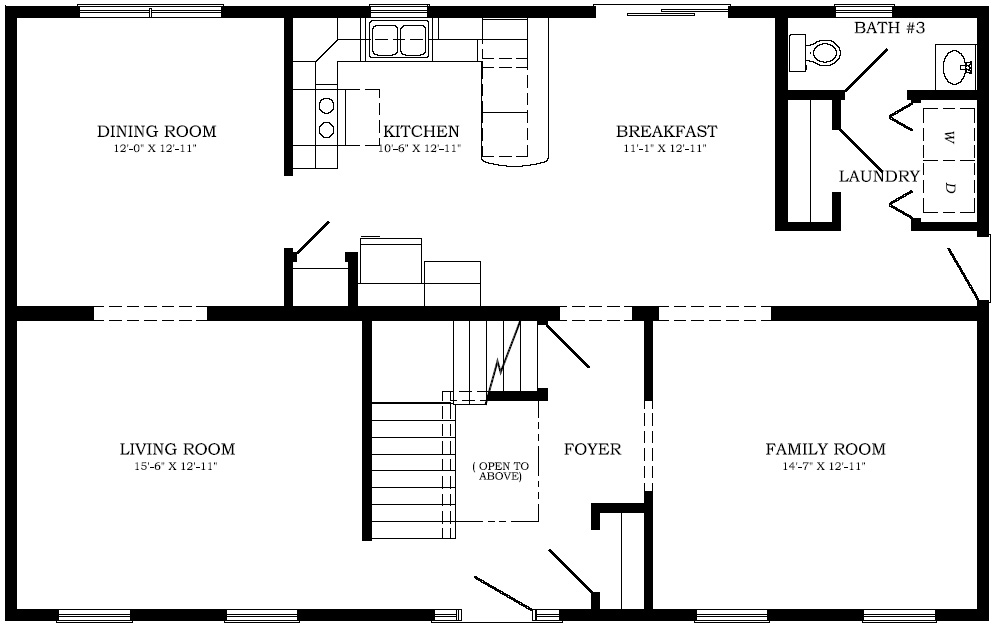 BATH #3
DINING ROOM
12'-0" X 12'-11"
KITCHEN
10'-6" X 12'-11"
BREAKFAST
11'-1" X 12'-11"
W
LAUNDRY
D
LIVING ROOM
15'-6" X 12'-11"
( OPEN TO
ABOVE)
FOYER
FAMILY ROOM
14'-7" X 12'-11"